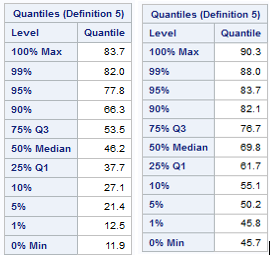 Quantiles (Definition 5)
Level Quantile
100% Max 83.7
99% 82.0
95% 77.8
90% 66.3
75% Q3 53.5
50% Median 46.2
25% Q1 37.7
10% 27.1
5% 21.4
1% 12.5
0% Min 11.9
Quantiles (Definition 5)
Level Quantile
100% Max 90.3
99% 88.0
95% 83.7
90% 82.1
75% Q3 76.7
50% Median 69.8
25% Q1 61.7
10% 55.1
5% 50.2
1% 45.8
0% Min 45.7